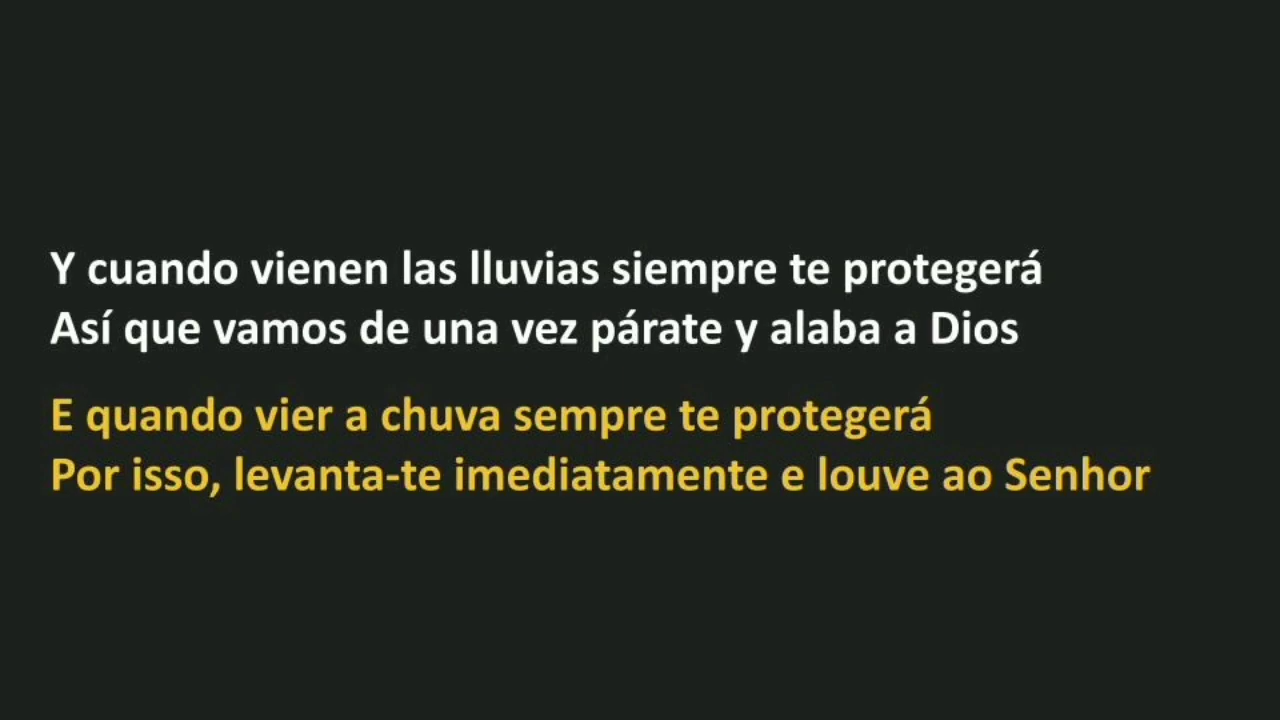 Y cuando vienen las lluvias siempre te protegerá
Así que vamos de una vez párate y alaba a Dios
E quando vier a chuva sempre te protegerá
Por isso, levanta-te imediatamente e louve ao Senhor